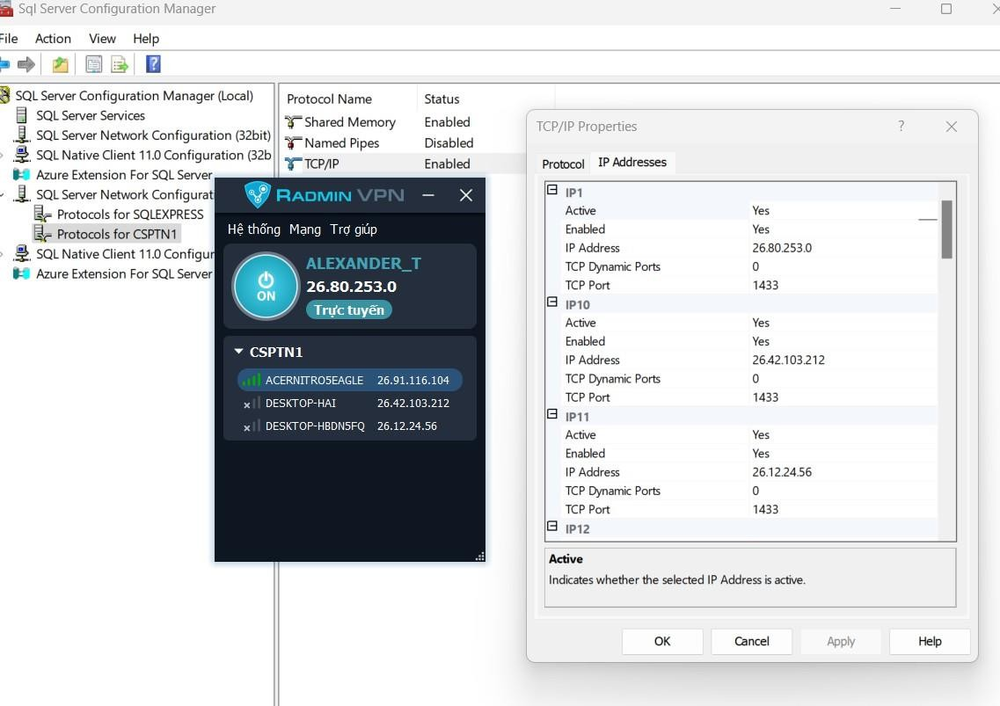 Sql Server Configuration Manager
File Action View Help
SQL Server Configuration Manager (Local)
SQL Server Services
SQL Server Network Configuration (32bit)
SQL Native Client 11.0 Configuration (32b
Azure Extension For SQL Server
SQL Server Network Configurati
Protocols for SQLEXPRESS
Protocols for CSPTN1
SQL Native Client 11.0 Configur
Azure Extension For SQL Server
Protocol Name Status
Shared Memory Enabled
Named Pipes Disabled
TCP/IP Enabled
RADMIN VPN
Hệ thống Mạng Trợ giúp
ALEXANDER_T
26.80.253.0
ON
Trực tuyến
CSPTN1
ACERNITRO5EAGLE 26.91.116.104
DESKTOP-HAI 26.42.103.212
DESKTOP-HBDN5FQ 26.12.24.56
TCP/IP Properties ?
Protocol IP Addresses
IP1
Active Yes
Enabled Yes
IP Address 26.80.253.0
TCP Dynamic Ports 0
TCP Port 1433
IP10
Active Yes
Enabled Yes
IP Address 26.42.103.212
TCP Dynamic Ports 0
TCP Port 1433
IP11
Active Yes
Enabled Yes
IP Address 26.12.24.56
TCP Dynamic Ports 0
TCP Port 1433
IP12
Active
Indicates whether the selected IP Address is active.
OK Cancel Apply Help